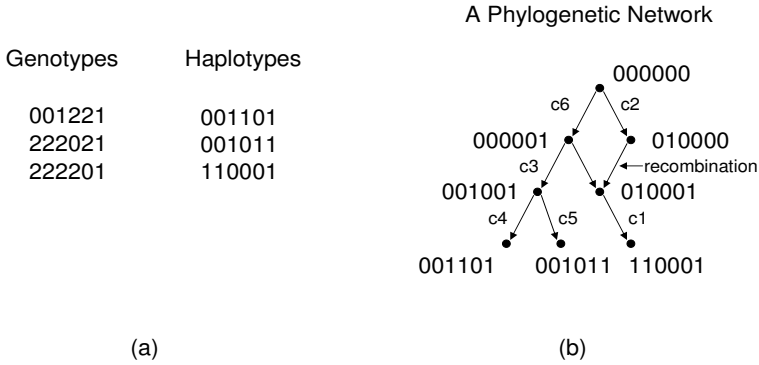 A Phylogenetic Network
Genotypes Haplotypes
001221 001101
222021 001011
222201 110001
000000
c6 c2
000001 010000
c3 recombination
001001 010001
c4 c5 c1
001101 001011 110001
(a) (b)